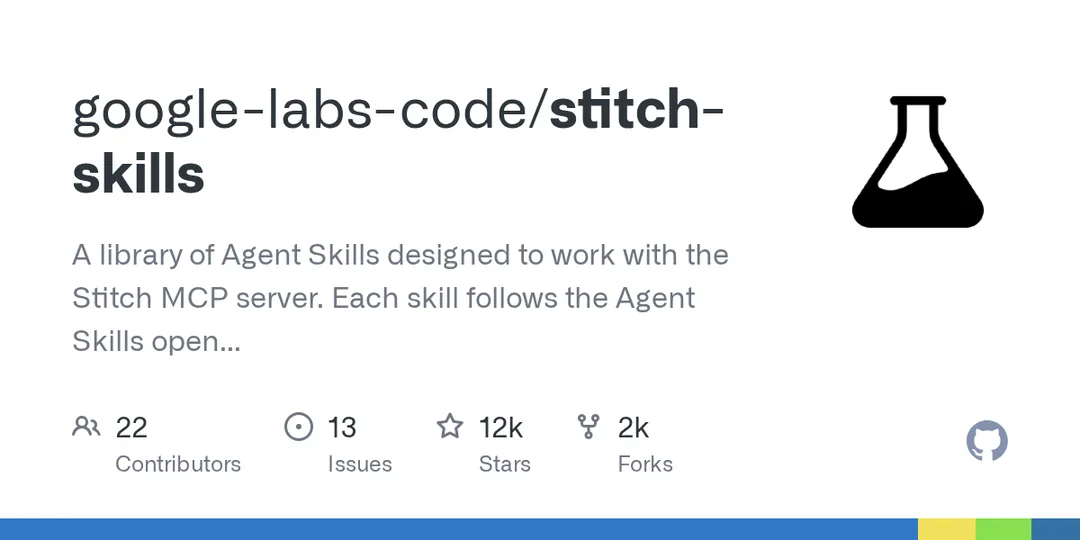 google-labs-code/stitch-
skills
A library of Agent Skills designed to work with the
Stitch MCP server. Each skill follows the Agent
Skills open...
22
Contributors
13
Issues
12k
Stars
2k
Forks